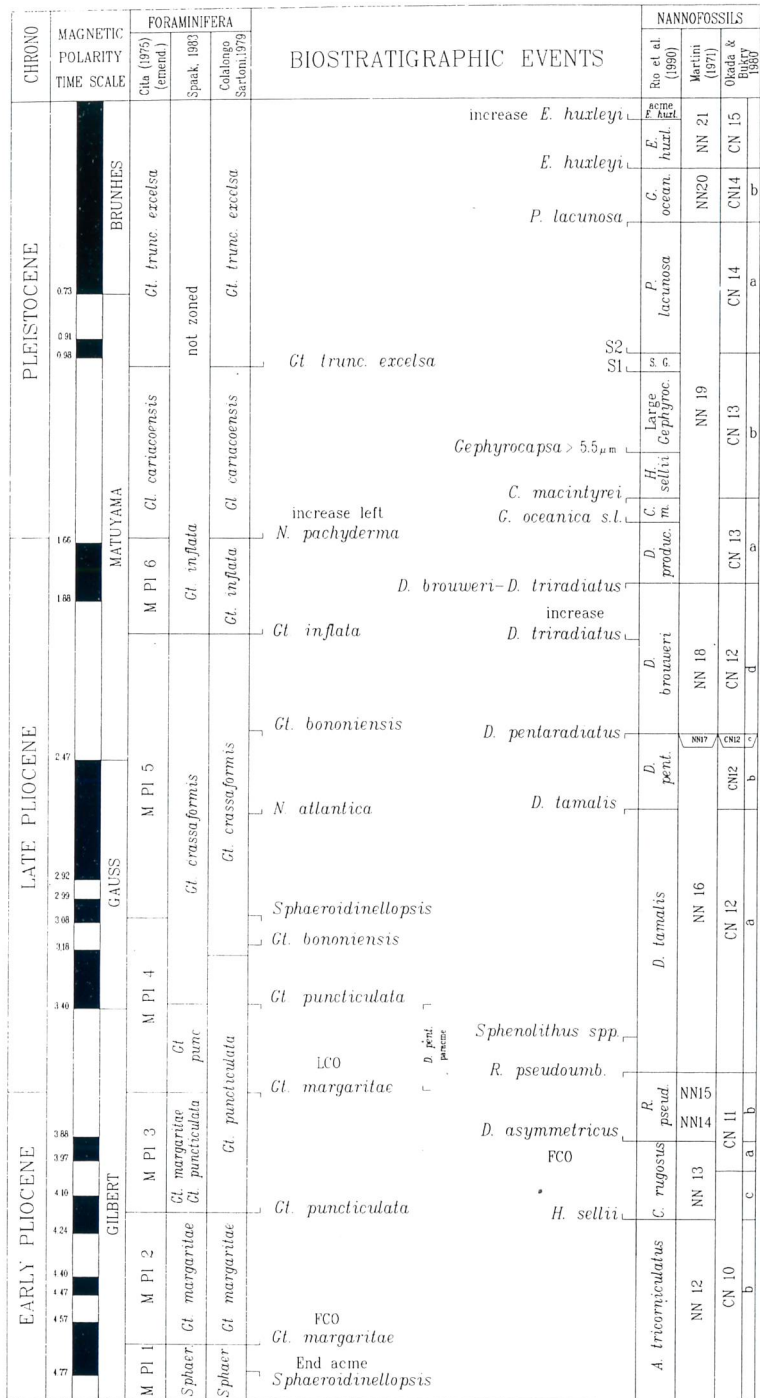 CHRONO
MAGNETIC
POLARITY
TIME SCALE
FORAMINIFERA
Cita (1975)
(emend.)
Spaak, 1983
Colalongo
Sartoni, 1979
BIOSTRATIGRAPHIC EVENTS
NANNOFOSSILS
Rio et al.
(1990)
Martini
(1971)
Okada &
Bukry
1980
PLEISTOCENE
LATE PLIOCENE
EARLY PLIOCENE
0.73
0.91
0.98
1.66
1.88
2.47
2.92
2.99
3.08
3.18
3.40
3.88
3.97
4.10
4.24
4.40
4.47
4.57
4.77
BRUNHES
MATUYAMA
GAUSS
GILBERT
Gt. trunc. excelsa
Gl. cariacoensis
M Pl 6
M Pl 5
M Pl 4
M Pl 3
M Pl 2
M Pl 1
not zoned
Gt. inflata
Gt. crassaformis
Gt
punc
Gt. margaritae
Gt. puncticulata
Gt. margaritae
Sphaer.
Gt. trunc. excelsa
Gl cariacoensis
Gt. inflata
Gt. crassaformis
Gt. puncticulata
Gt. margaritae
Sphaer
Gt trunc. excelsa
increase left
N. pachyderma
Gt inflata
Gt. bononiensis
N. atlantica
Sphaeroidinellopsis
Gt. bononiensis
Gt. puncticulata
LCO
Gt. margaritae
Gt. puncticulata
FCO
Gt. margaritae
End acme
Sphaeroidinellopsis
D. pent.
paracme
increase E. huxleyi
E. huxleyi
P. lacunosa
S2
S1
Gephyrocapsa > 5.5 μm
C. macintyrei
G. oceanica s.l.
D. brouweri-D. triradiatus
increase
D. triradiatus
D. pentaradiatus
D. tamalis
Sphenolithus spp.
R. pseudoumb.
D. asymmetricus
FCO
H. sellii
acme
E. huxl.
E.
huxl.
G.
ocean.
P.
lacunosa
S. G.
Large
Gephyroc.
H.
sellii
C.
m.
D.
produc.
D.
brouweri
D.
pent.
D. tamalis
R.
pseud.
C. rugosus
A. tricorniculatus
NN 21
NN20
NN 19
NN 18
NN17
NN 16
NN15
NN14
NN 13
NN 12
CN 15
CN14
b
CN 14
a
CN 13
b
CN 13
a
CN 12
d
CN12
c
CN12
b
CN 12
a
CN 11
b
a
CN 10
c
b